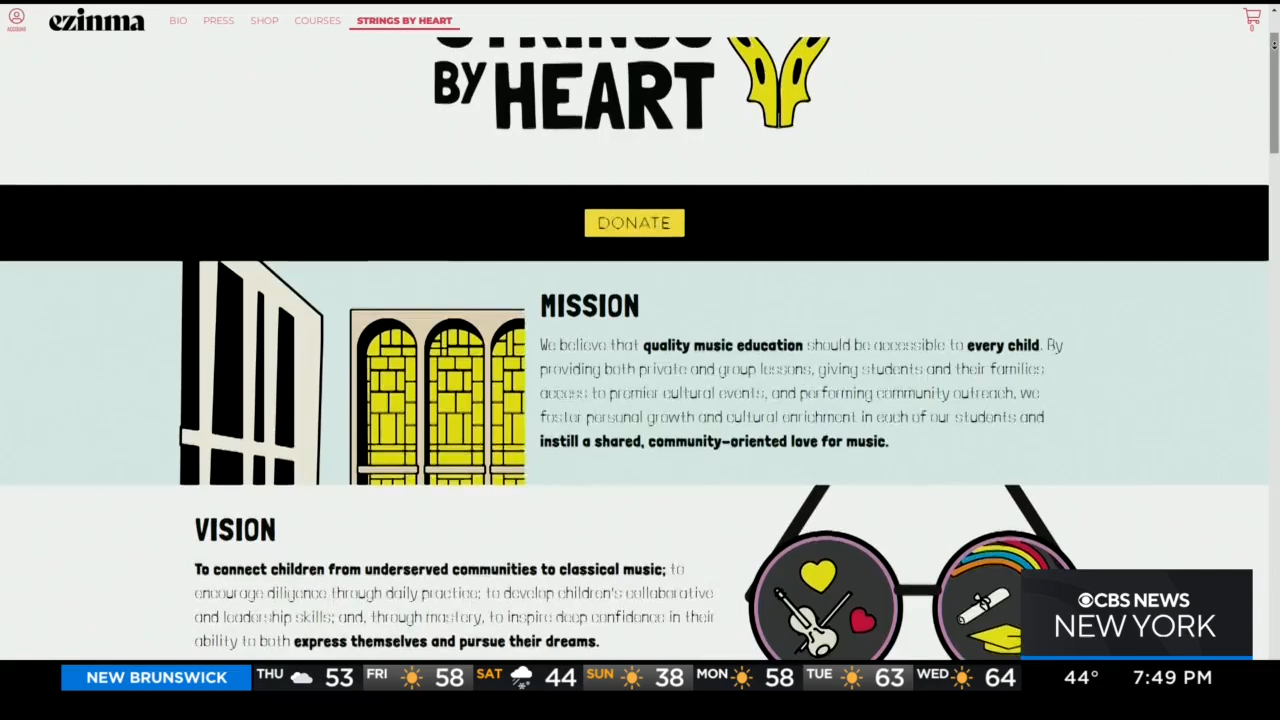 ACCOUNT
ezinma
BIO PRESS SHOP COURSES STRINGS BY HEART
0
STRINGS
BY HEART
DONATE
MISSION
We believe that quality music education should be accessible to every child. By
providing both private and group lessons, giving students and their families
access to premier cultural events, and performing community outreach, we
foster personal growth and cultural enrichment in each of our students and
instill a shared, community-oriented love for music.
VISION
To connect children from underserved communities to classical music; to
encourage diligence through daily practice; to develop children's collaborative
and leadership skills; and, through mastery, to inspire deep confidence in their
ability to both express themselves and pursue their dreams.
CBS NEWS
NEW YORK
NEW BRUNSWICK THU 53 FRI 58 SAT 44 SUN 38 MON 58 TUE 63 WED 64 44° 7:49 PM